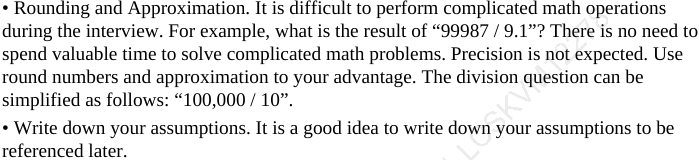 • Rounding and Approximation. It is difficult to perform complicated math operations
during the interview. For example, what is the result of “99987 / 9.1”? There is no need to
spend valuable time to solve complicated math problems. Precision is not expected. Use
round numbers and approximation to your advantage. The division question can be
simplified as follows: “100,000 / 10”.
• Write down your assumptions. It is a good idea to write down your assumptions to be
referenced later.